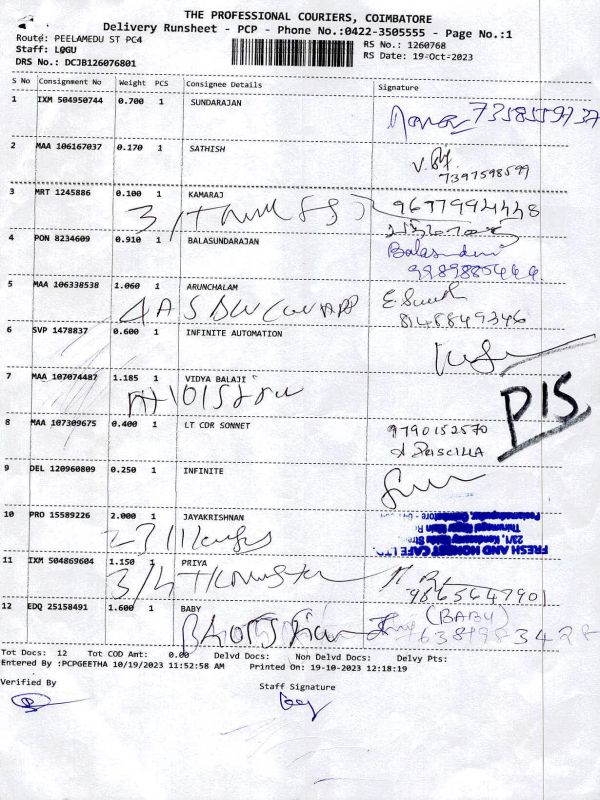 THE PROFESSIONAL COURIERS, COIMBATORE
Delivery Runsheet - PCP - Phone No.:0422-3505555 - Page No.:1
Route: PEELAMEDU ST PC4
Staff: LOGU
RS No.: 1260768
RS Date: 19-Oct-2023
DRS No.: DCJB126076801
S No Consignment No Weight PCS Consignee Details Signature
1 IXM 504950744 0.700 1 SUNDARAJAN
7358559737
2 MAA 106167037 0.170 1 SATHISH
7397598599
3 MRT 1245886 0.100 1 KAMARAJ
9677994448
4 PON 8234609 0.910 1 BALASUNDARJAN
5 MAA 106338538 1.060 1 ARUNCHALAM
8148849346
6 SVP 1478837 0.600 1 INFINITE AUTOMATION
7 MAA 107074487 1.185 1 VIDYA BALAJI
PIS
8 MAA 107309675 0.400 1 LT CDR SONNET
9790152570
A PRISCILLA
9 DEL 120960809 0.250 1 INFINITE
10 PRO 15589226 2.000 1 JAYAKRISHNAN
FRESH AND HONEST CAFE LTD.
11 IXM 504869604 1.150 1 PRIYA
9865647901
12 EDQ 25158491 1.600 1 BABY
(BABY)
6381983428
Tot Docs: 12 Tot COD Amt: 0.00 Delvd Docs: Non Delvd Docs: Delvy Pts:
Entered By :PCPGEETHA 10/19/2023 11:52:58 AM Printed On: 19-10-2023 12:18:19
Verified By
Staff Signature